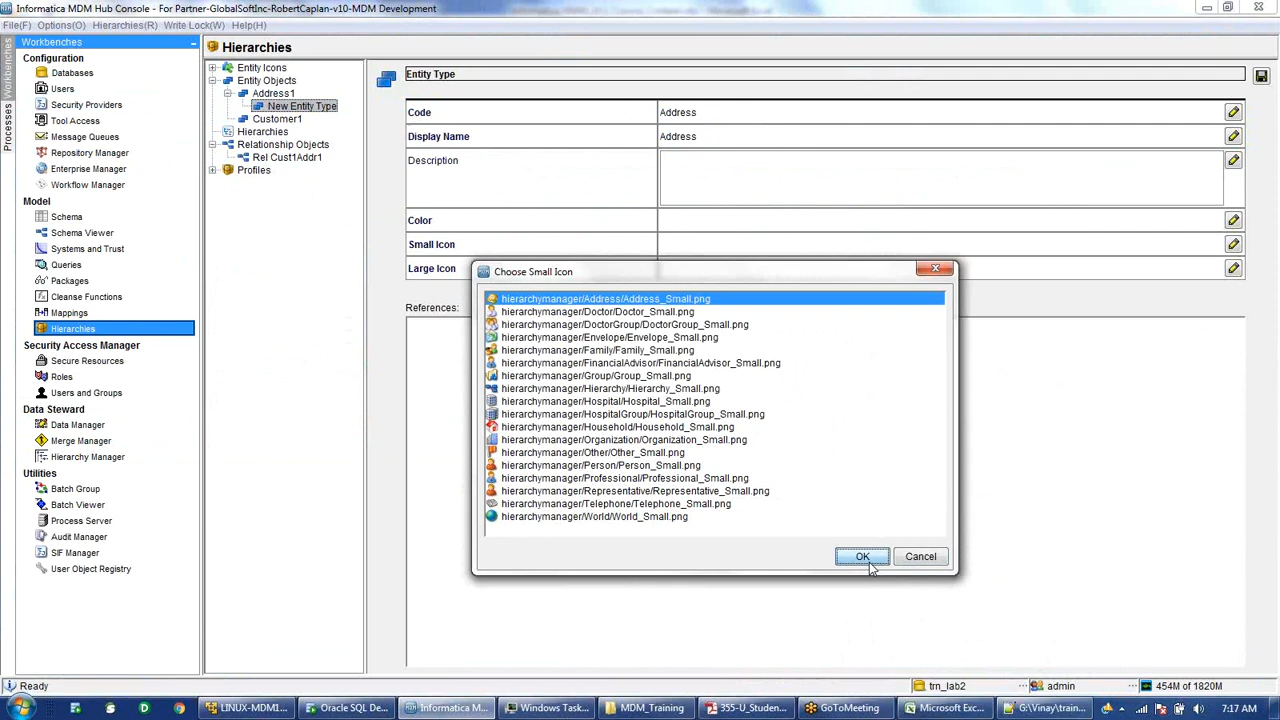 Informatica MDM Hub Console - For Partner-GlobalSoftInc-RobertCaplan-v10-MDM Development
File(F) Options(O) Hierarchies(R) Write Lock(W) Help(H)
Workbenches
Processes
Workbenches
Configuration
Databases
Users
Security Providers
Tool Access
Message Queues
Repository Manager
Enterprise Manager
Workflow Manager
Model
Schema
Schema Viewer
Systems and Trust
Queries
Packages
Cleanse Functions
Mappings
Hierarchies
Security Access Manager
Secure Resources
Roles
Users and Groups
Data Steward
Data Manager
Merge Manager
Hierarchy Manager
Utilities
Batch Group
Batch Viewer
Process Server
Audit Manager
SIF Manager
User Object Registry
Hierarchies
Entity Icons
Entity Objects
Address1
New Entity Type
Customer1
Hierarchies
Relationship Objects
Rel Cust1Addr1
Profiles
Entity Type
Code Address
Display Name Address
Description
Color
Small Icon
Large Icon
References:
Choose Small Icon
hierarchymanager/Address/Address_Small.png
hierarchymanager/Doctor/Doctor_Small.png
hierarchymanager/DoctorGroup/DoctorGroup_Small.png
hierarchymanager/Envelope/Envelope_Small.png
hierarchymanager/Family/Family_Small.png
hierarchymanager/FinancialAdvisor/FinancialAdvisor_Small.png
hierarchymanager/Group/Group_Small.png
hierarchymanager/Hierarchy/Hierarchy_Small.png
hierarchymanager/Hospital/Hospital_Small.png
hierarchymanager/HospitalGroup/HospitalGroup_Small.png
hierarchymanager/Household/Household_Small.png
hierarchymanager/Organization/Organization_Small.png
hierarchymanager/Other/Other_Small.png
hierarchymanager/Person/Person_Small.png
hierarchymanager/Professional/Professional_Small.png
hierarchymanager/Representative/Representative_Small.png
hierarchymanager/Telephone/Telephone_Small.png
hierarchymanager/World/World_Small.png
OK Cancel
Ready trn_lab2 admin 454M of 1820M
LINUX-MDM1... Oracle SQL De... Informatica M... Windows Task... MDM_Training 355-U_Studen... GoToMeeting Microsoft Exc... G:\Vinay\train... 7:17 AM